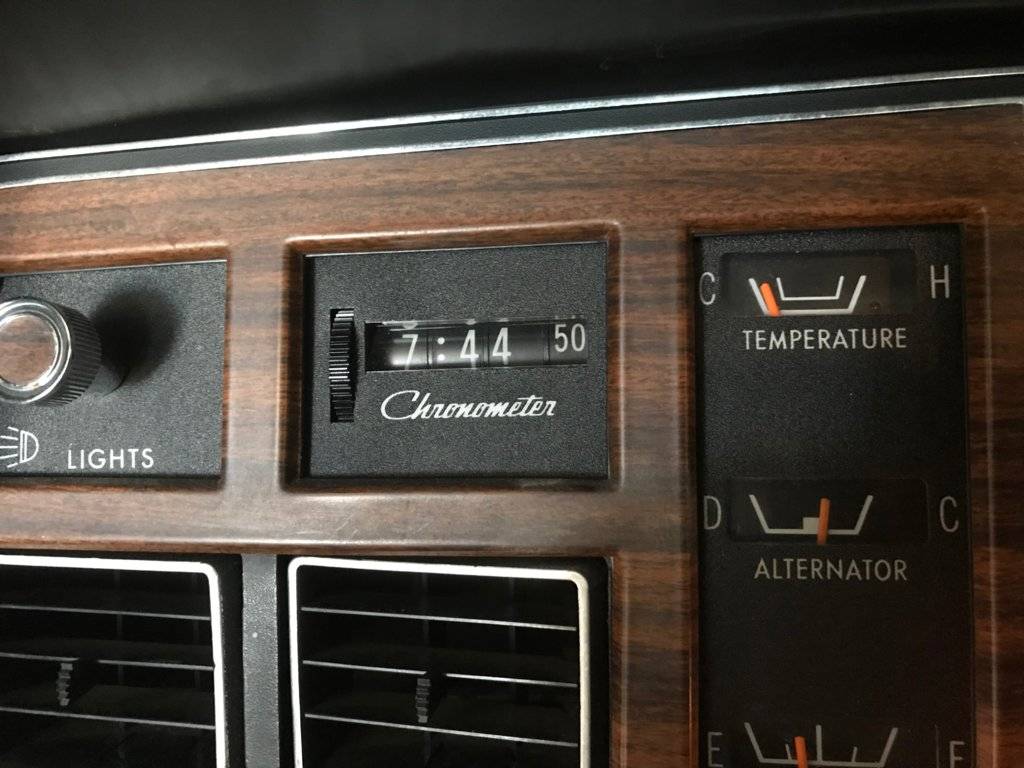 C H
TEMPERATURE
7:44 50
Chronometer
LIGHTS
D C
ALTERNATOR
E F